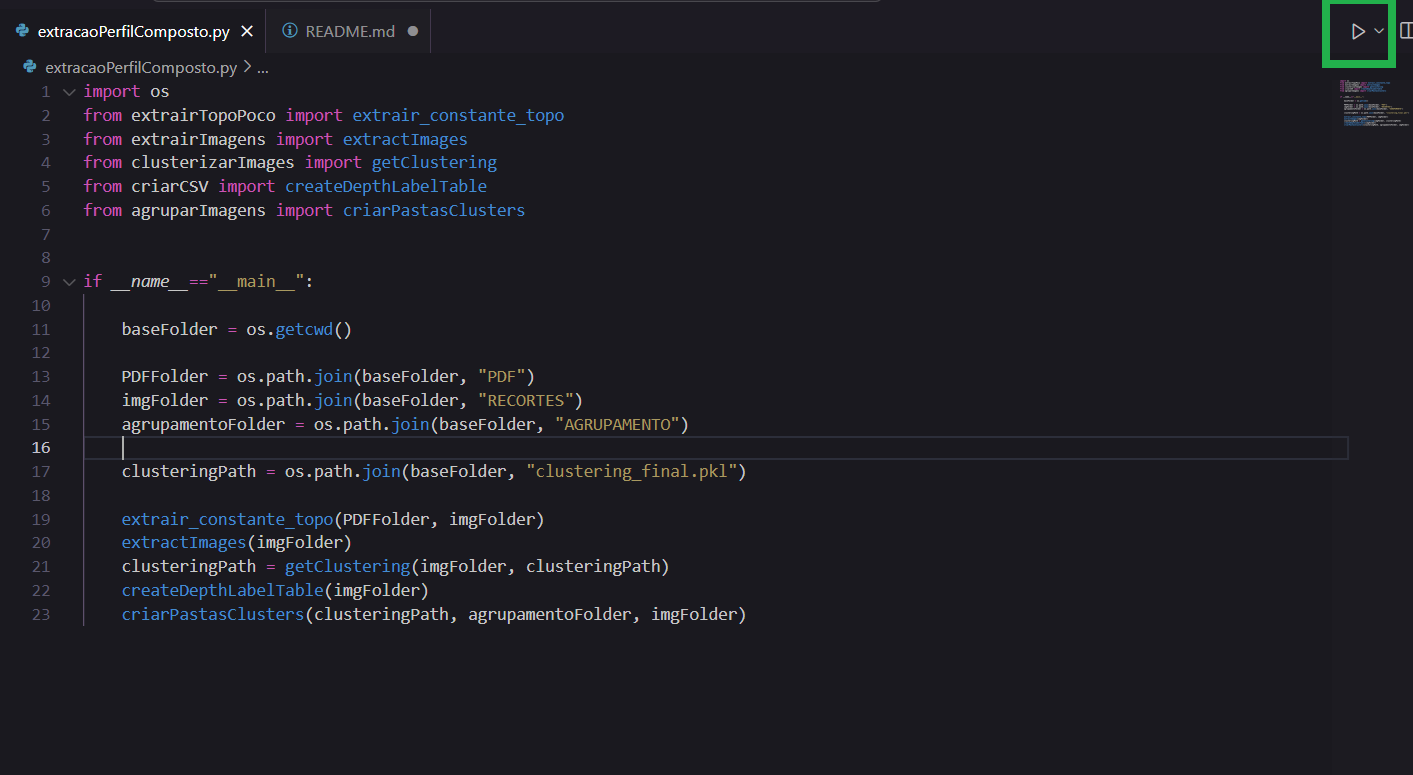 extracaoPerfilComposto.py
README.md
extracaoPerfilComposto.py > ...
1 import os
2 from extrairTopoPoco import extrair_constante_topo
3 from extrairImagens import extractImages
4 from clusterizarImages import getClustering
5 from criarCSV import createDepthLabelTable
6 from agruparImagens import criarPastasClusters
7
8
9 if __name__=="__main__":
10
11 baseFolder = os.getcwd()
12
13 PDFFolder = os.path.join(baseFolder, "PDF")
14 imgFolder = os.path.join(baseFolder, "RECORTES")
15 agrupamentoFolder = os.path.join(baseFolder, "AGRUPAMENTO")
16
17 clusteringPath = os.path.join(baseFolder, "clustering_final.pkl")
18
19 extrair_constante_topo(PDFFolder, imgFolder)
20 extractImages(imgFolder)
21 clusteringPath = getClustering(imgFolder, clusteringPath)
22 createDepthLabelTable(imgFolder)
23 criarPastasClusters(clusteringPath, agrupamentoFolder, imgFolder)